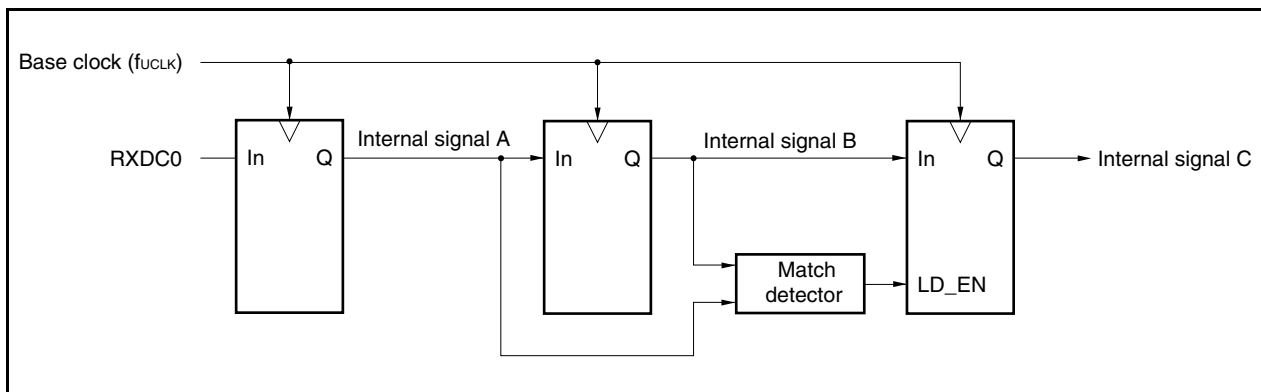 Base clock (fUCLK)
RXDC0
In
Q
Internal signal A
In
Q
Internal signal B
In
Q
Internal signal C
Match
detector
LD_EN